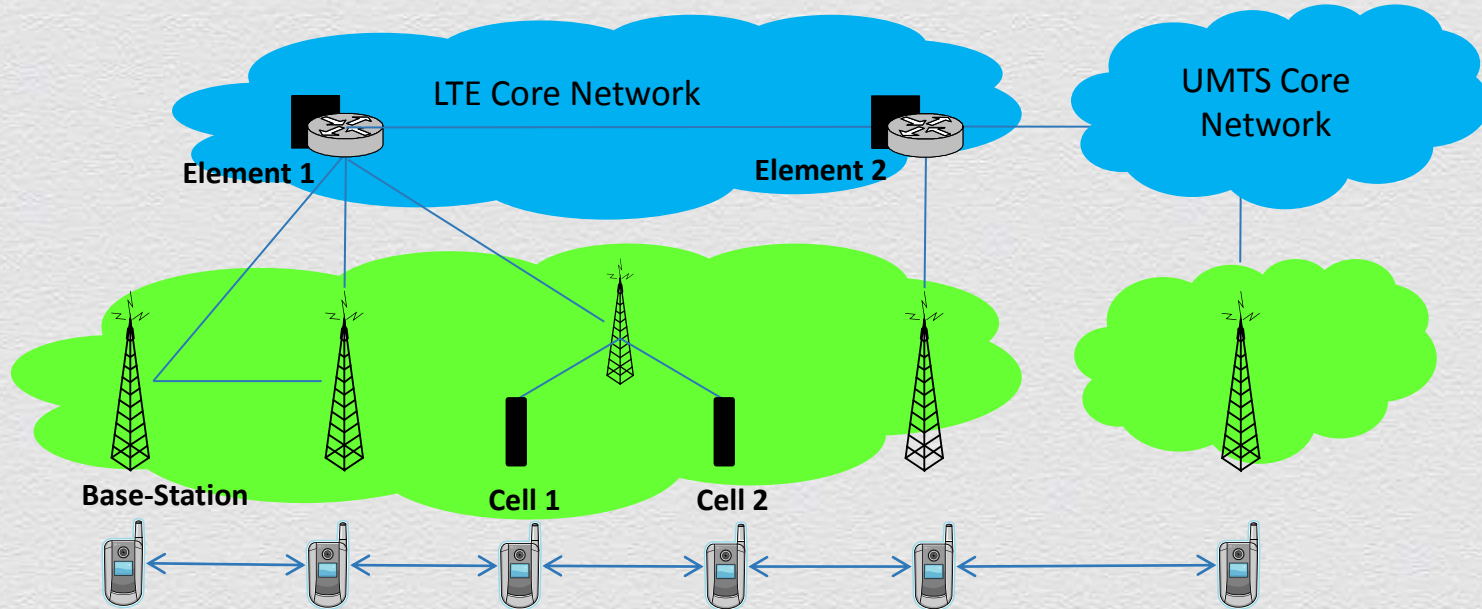 LTE Core Network
UMTS Core
Network
Element 1
Element 2
Base-Station
Cell 1
Cell 2